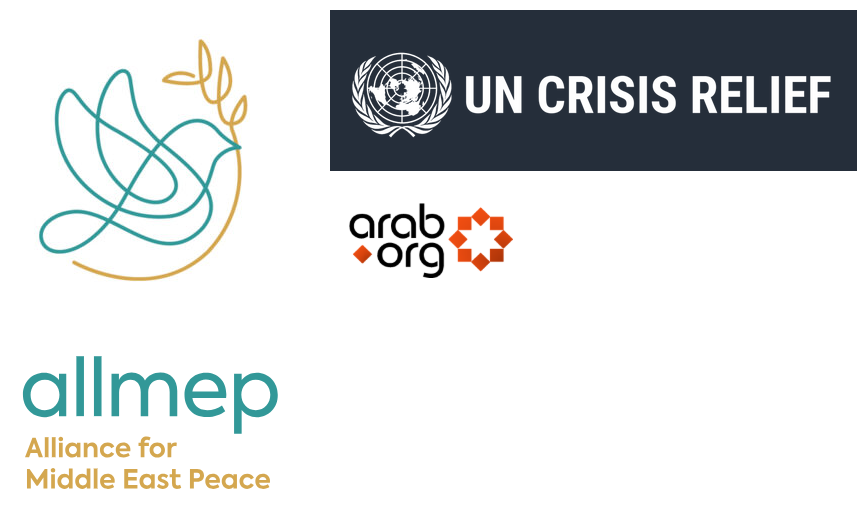 UN CRISIS RELIEF
arab
org
allmep
Alliance for
Middle East Peace